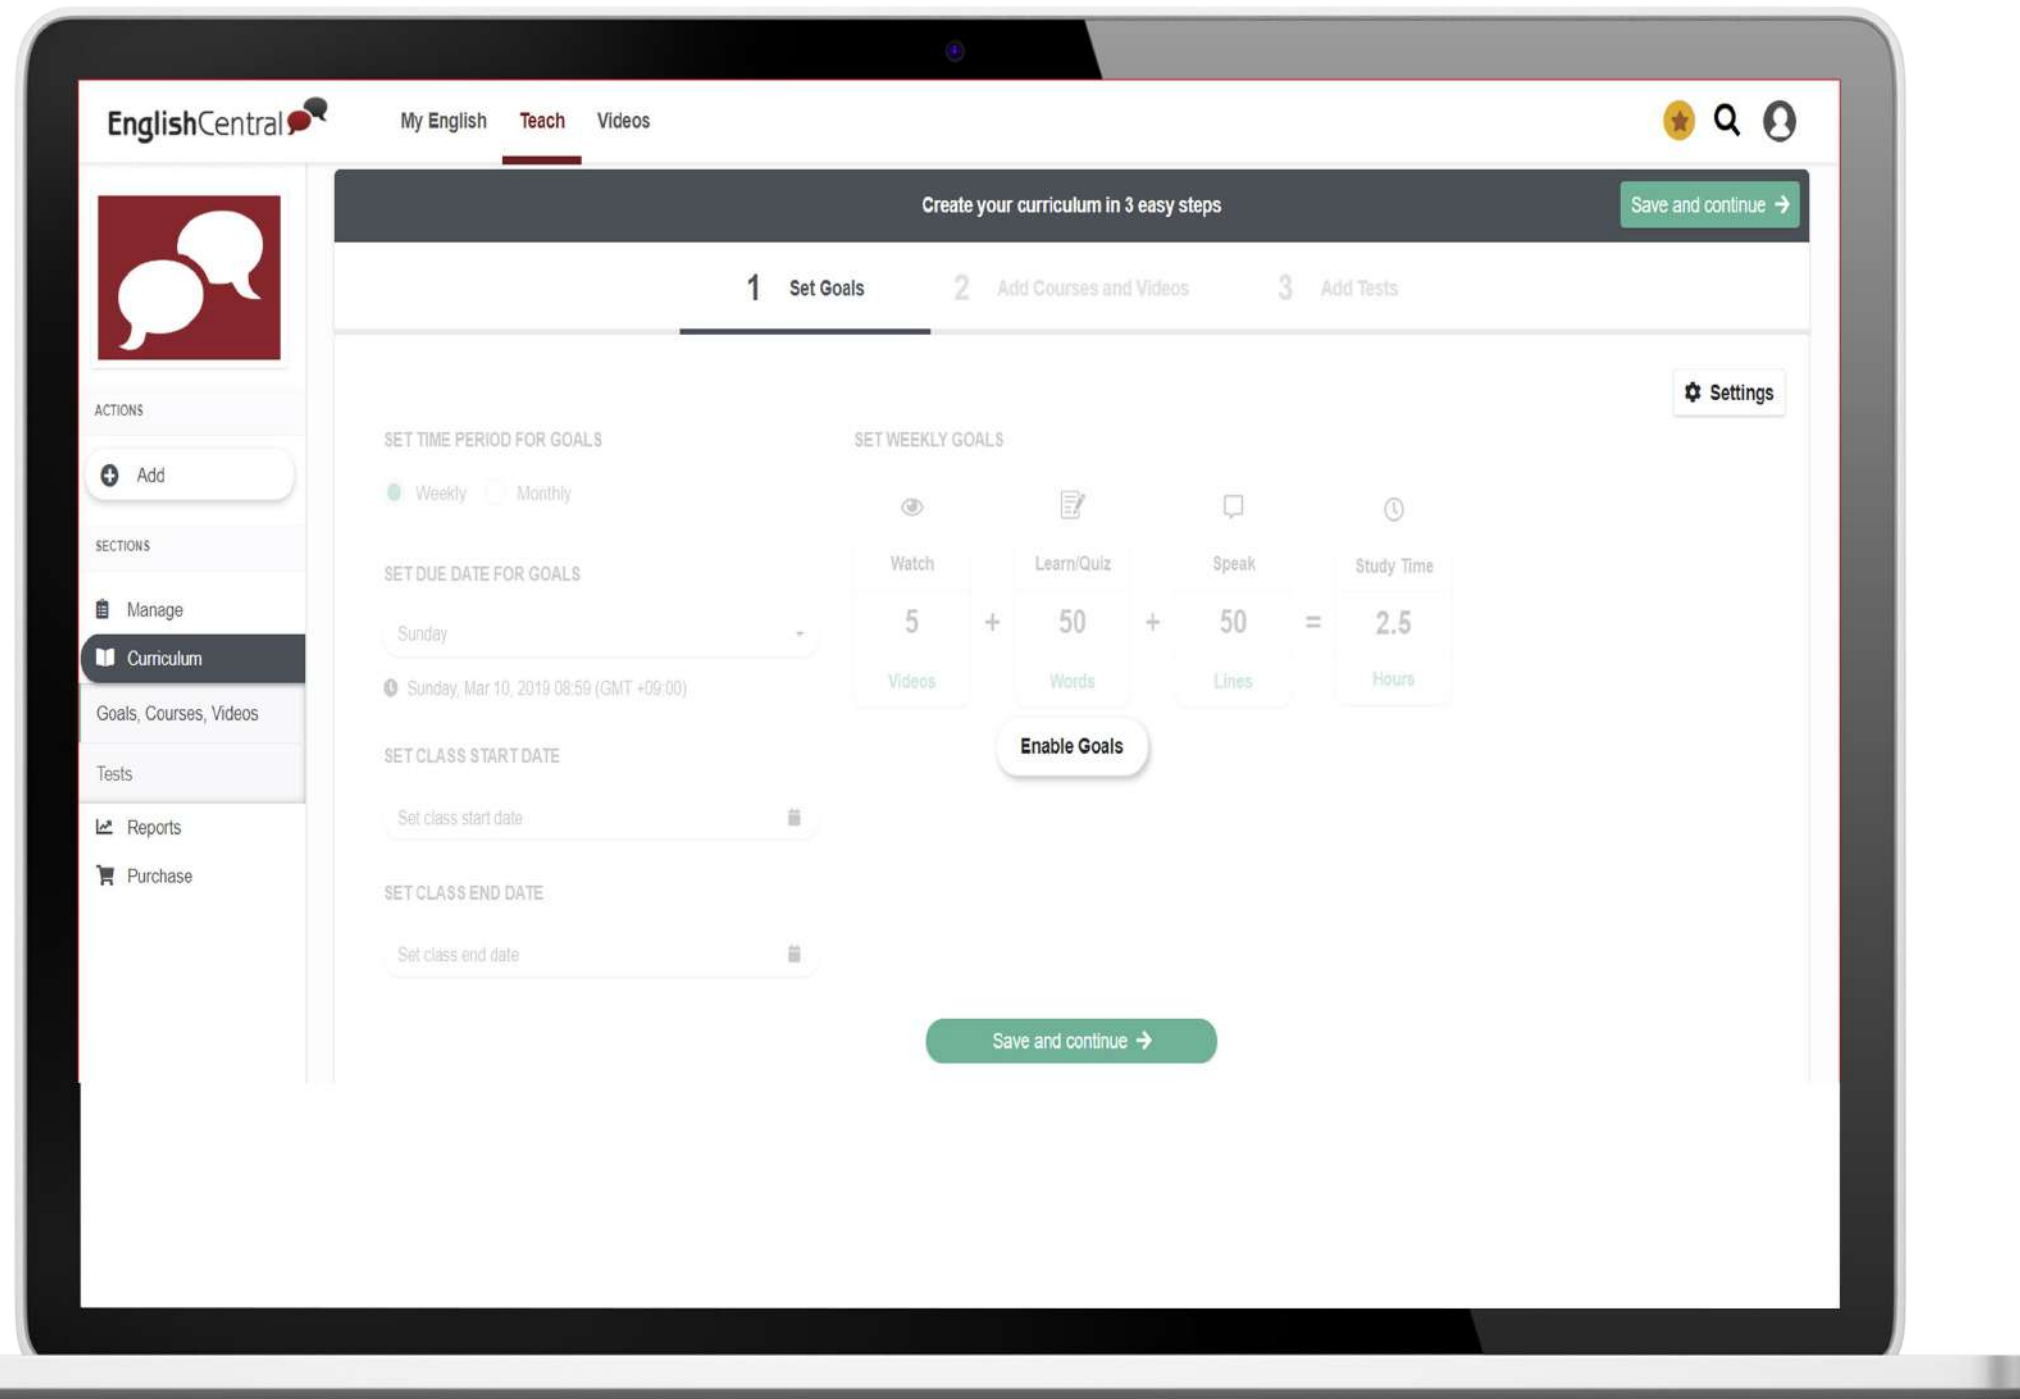 EnglishCentral
My English Teach Videos
Create your curriculum in 3 easy steps
Save and continue →
1 Set Goals 2 Add Courses and Videos 3 Add Tests
Settings
ACTIONS
Add
SECTIONS
Manage
Curriculum
Goals, Courses, Videos
Tests
Reports
Purchase
SET TIME PERIOD FOR GOALS
Weekly Monthly
SET DUE DATE FOR GOALS
Sunday
Sunday, Mar 10, 2019 08:59 (GMT +09:00)
SET CLASS START DATE
Set class start date
SET CLASS END DATE
Set class end date
SET WEEKLY GOALS
Watch Learn/Quiz Speak Study Time
5 + 50 + 50 = 2.5
Videos Words Lines Hours
Enable Goals
Save and continue →